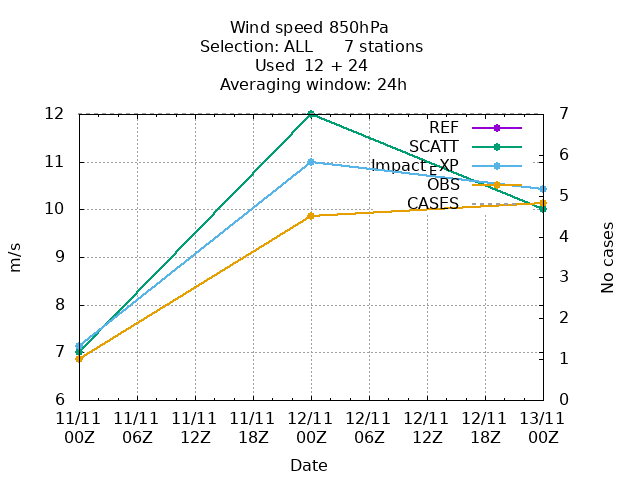 Wind speed 850hPa
Selection: ALL      7 stations
Used  12 + 24
Averaging window: 24h
12
11
10
9
8
7
6
m/s
REF
SCATT
Impact_EXP
OBS
CASES
7
6
5
4
3
2
1
0
No cases
11/11 00Z
11/11 06Z
11/11 12Z
11/11 18Z
12/11 00Z
12/11 06Z
12/11 12Z
12/11 18Z
13/11 00Z
Date